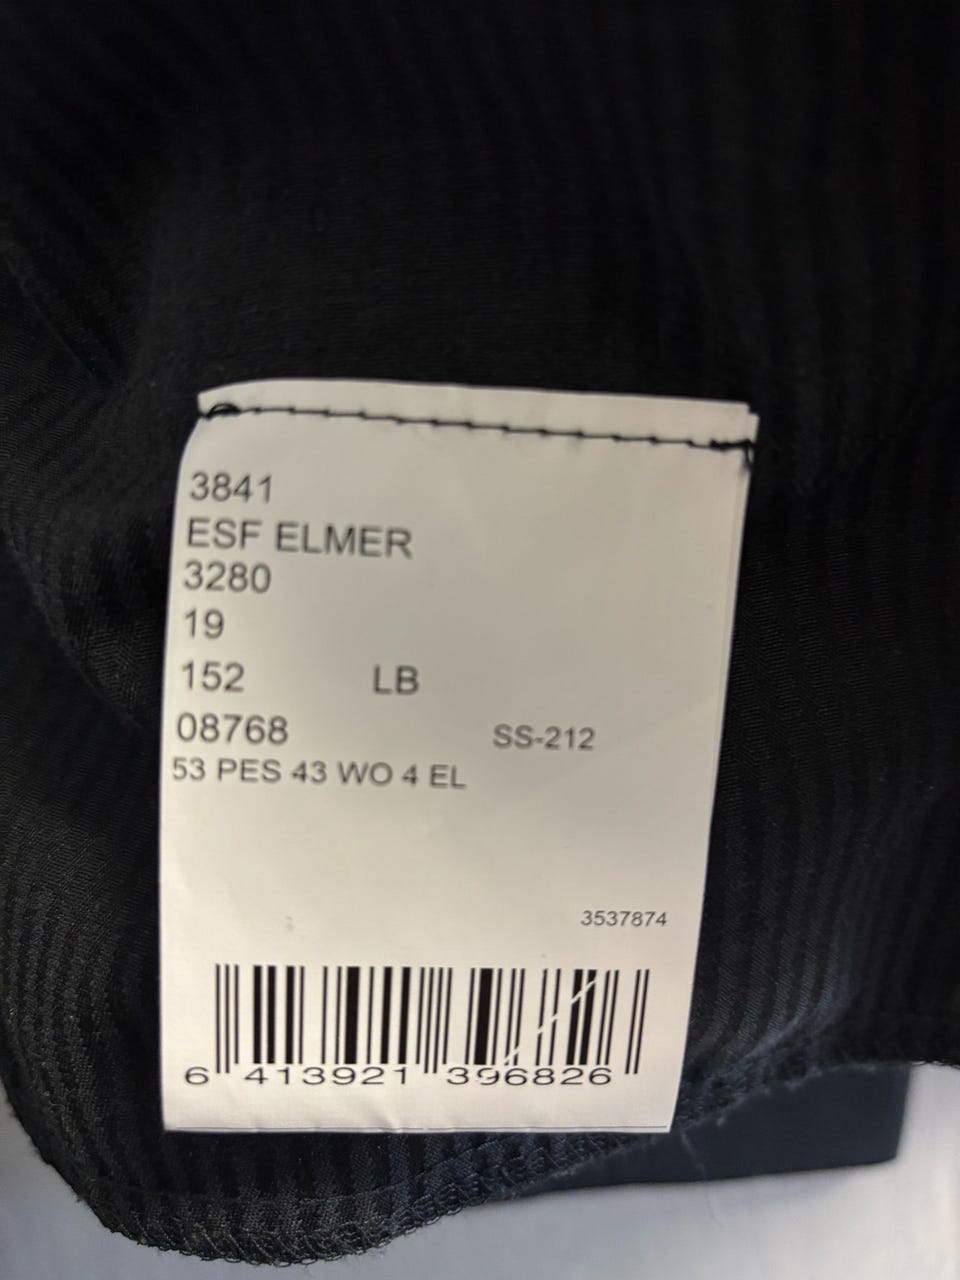 3841
ESF ELMER
3280
19
152 LB
08768 SS-212
53 PES 43 WO 4 EL
3537874
6 413921 396826